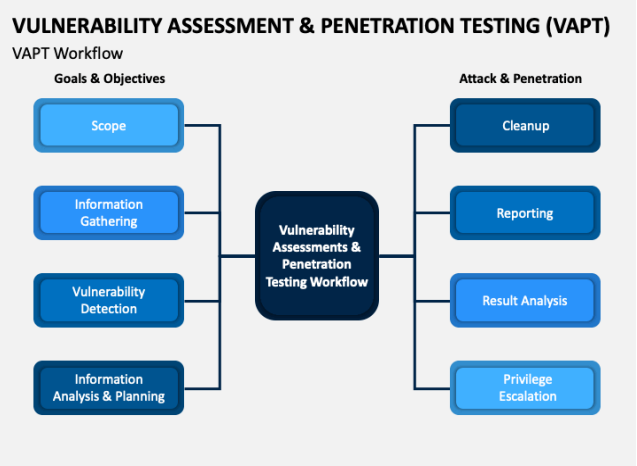 VULNERABILITY ASSESSMENT & PENETRATION TESTING (VAPT)
VAPT Workflow
Goals & Objectives
Attack & Penetration
Scope
Information
Gathering
Vulnerability
Detection
Information
Analysis & Planning
Vulnerability
Assessments &
Penetration
Testing Workflow
Cleanup
Reporting
Result Analysis
Privilege
Escalation